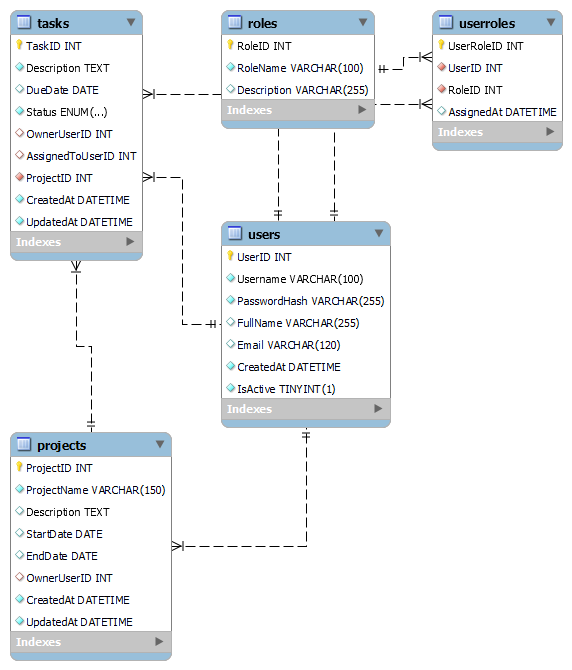 tasks
TaskID INT
Description TEXT
DueDate DATE
Status ENUM(...)
OwnerUserID INT
AssignedToUserID INT
ProjectID INT
CreatedAt DATETIME
UpdatedAt DATETIME
Indexes
roles
RoleID INT
RoleName VARCHAR(100)
Description VARCHAR(255)
Indexes
userroles
UserRoleID INT
UserID INT
RoleID INT
AssignedAt DATETIME
Indexes
users
UserID INT
Username VARCHAR(100)
PasswordHash VARCHAR(255)
FullName VARCHAR(255)
Email VARCHAR(120)
CreatedAt DATETIME
IsActive TINYINT(1)
Indexes
projects
ProjectID INT
ProjectName VARCHAR(150)
Description TEXT
StartDate DATE
EndDate DATE
OwnerUserID INT
CreatedAt DATETIME
UpdatedAt DATETIME
Indexes